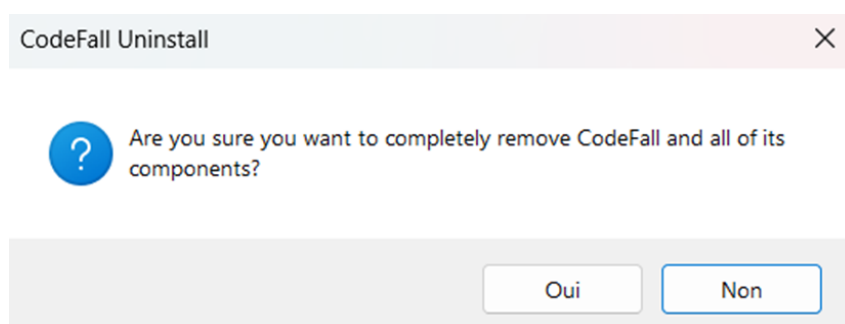 CodeFall Uninstall
Are you sure you want to completely remove CodeFall and all of its
components?
Oui
Non